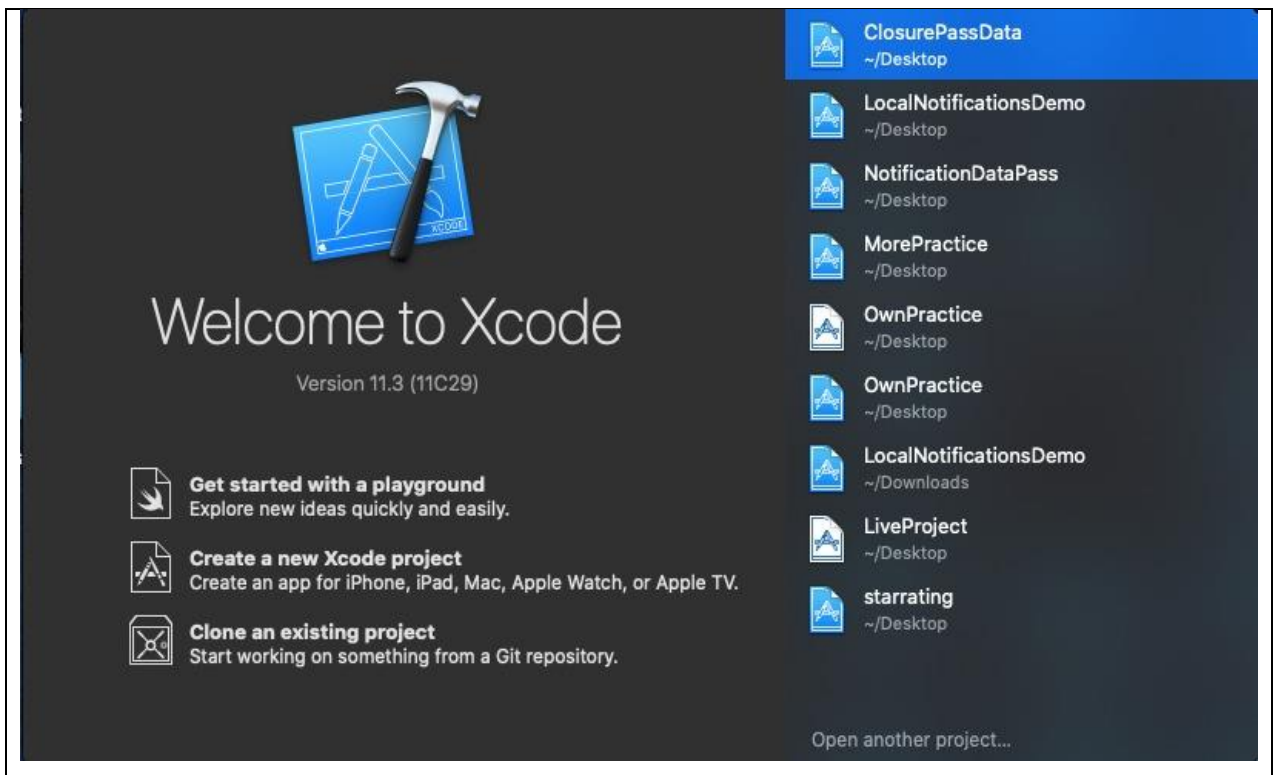 XCODE
Welcome to Xcode
Version 11.3 (11C29)
Get started with a playground
Explore new ideas quickly and easily.
Create a new Xcode project
Create an app for iPhone, iPad, Mac, Apple Watch, or Apple TV.
Clone an existing project
Start working on something from a Git repository.
ClosurePassData
~/Desktop
LocalNotificationsDemo
~/Desktop
NotificationDataPass
~/Desktop
MorePractice
~/Desktop
OwnPractice
~/Desktop
OwnPractice
~/Desktop
LocalNotificationsDemo
~/Downloads
LiveProject
~/Desktop
starrating
~/Desktop
Open another project...